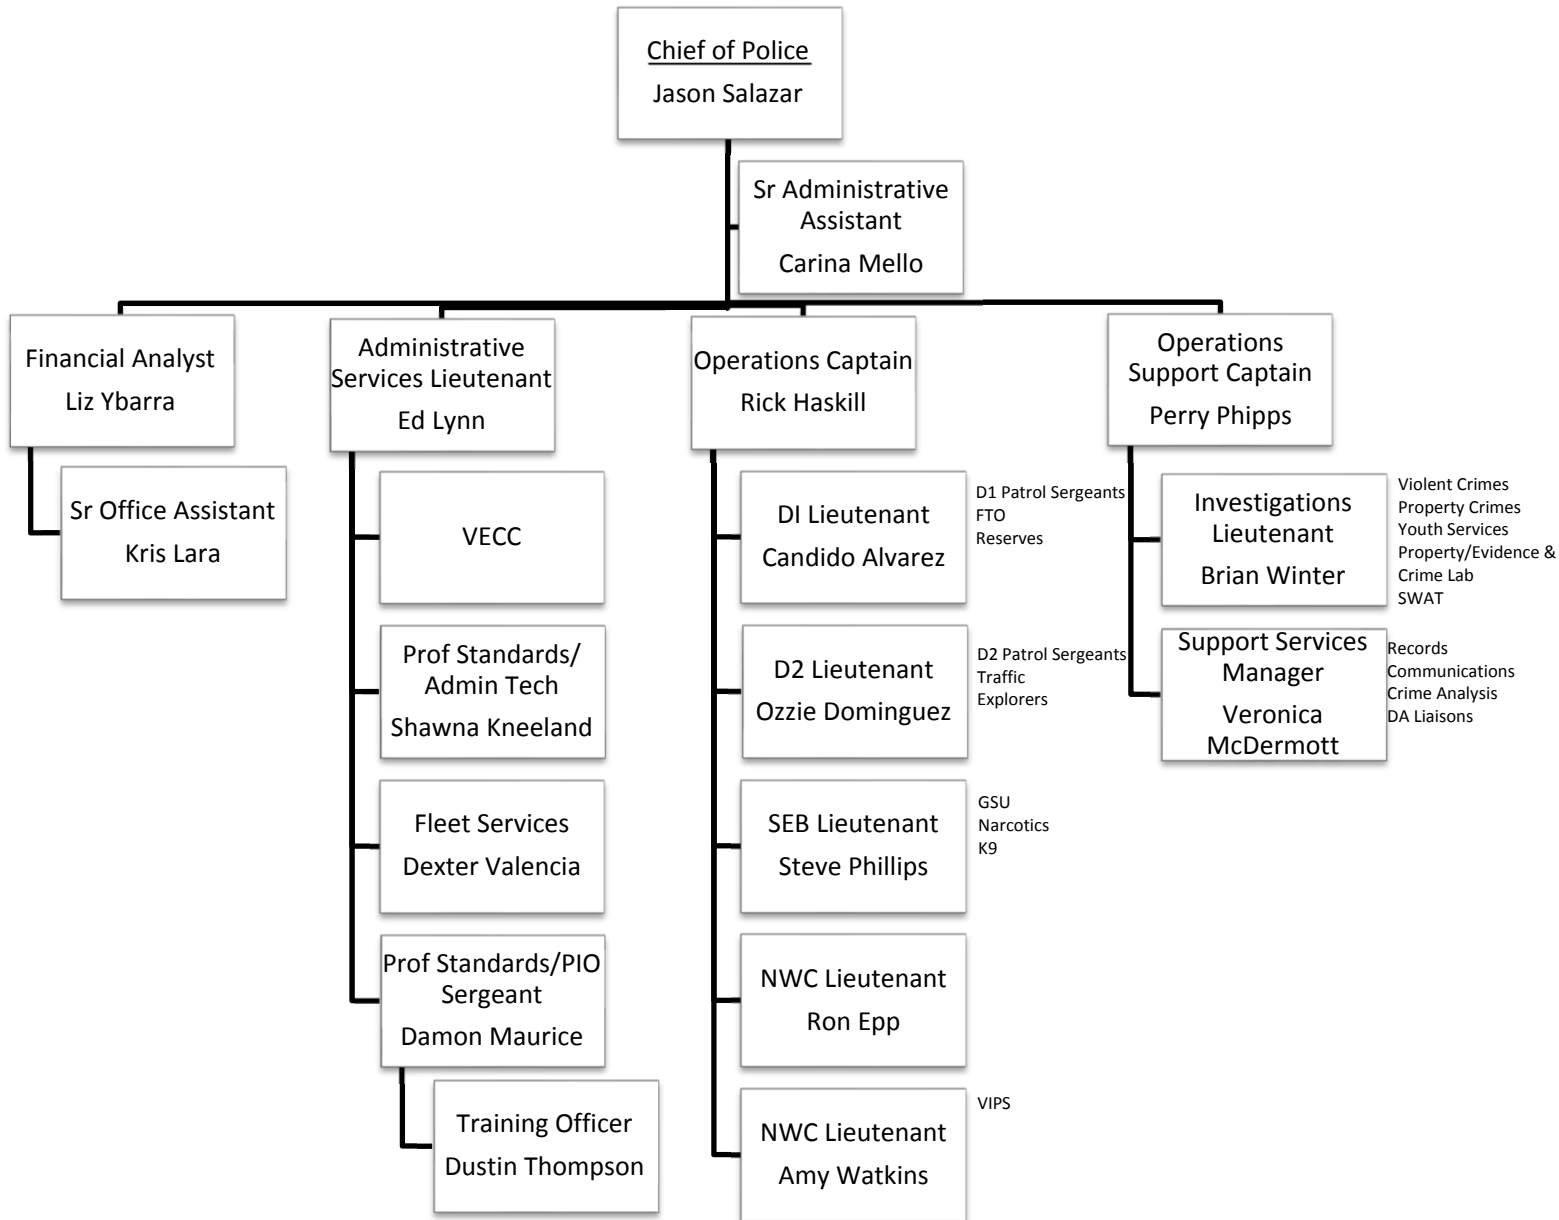 Chief of Police
Jason Salazar
Sr Administrative
Assistant
Carina Mello
Financial Analyst
Liz Ybarra
Sr Office Assistant
Kris Lara
Administrative
Services Lieutenant
Ed Lynn
VECC
Prof Standards/
Admin Tech
Shawna Kneeland
Fleet Services
Dexter Valencia
Prof Standards/PIO
Sergeant
Damon Maurice
Training Officer
Dustin Thompson
Operations Captain
Rick Haskill
DI Lieutenant
Candido Alvarez
D1 Patrol Sergeants
FTO
Reserves
D2 Lieutenant
Ozzie Dominguez
D2 Patrol Sergeants
Traffic
Explorers
SEB Lieutenant
Steve Phillips
GSU
Narcotics
K9
NWC Lieutenant
Ron Epp
NWC Lieutenant
Amy Watkins
VIPS
Operations
Support Captain
Perry Phipps
Investigations
Lieutenant
Brian Winter
Violent Crimes
Property Crimes
Youth Services
Property/Evidence &
Crime Lab
SWAT
Support Services
Manager
Veronica
McDermott
Records
Communications
Crime Analysis
DA Liaisons